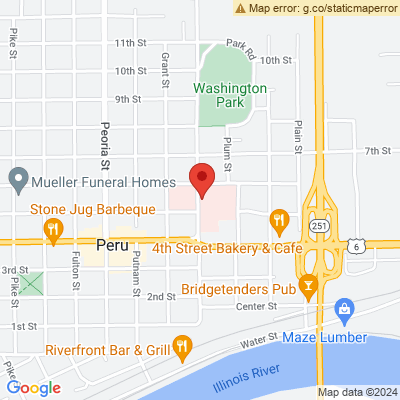 Map error: g.co/staticmaperror
11th St
Park Rd
10th St
10th St
Pike St
Grant St
Washington
Park
9th St
Peoria St
Plum St
Plain St
7th St
Mueller Funeral Homes
Stone Jug Barbeque
251
6
Peru
4th Street Bakery & Cafe
3rd St
Fulton St
Putnam St
Pike St
2nd St
Bridgetenders Pub
Center St
1st St
Water St
Maze Lumber
Riverfront Bar & Grill
Pike
Illinois River
Google
Map data ©2024